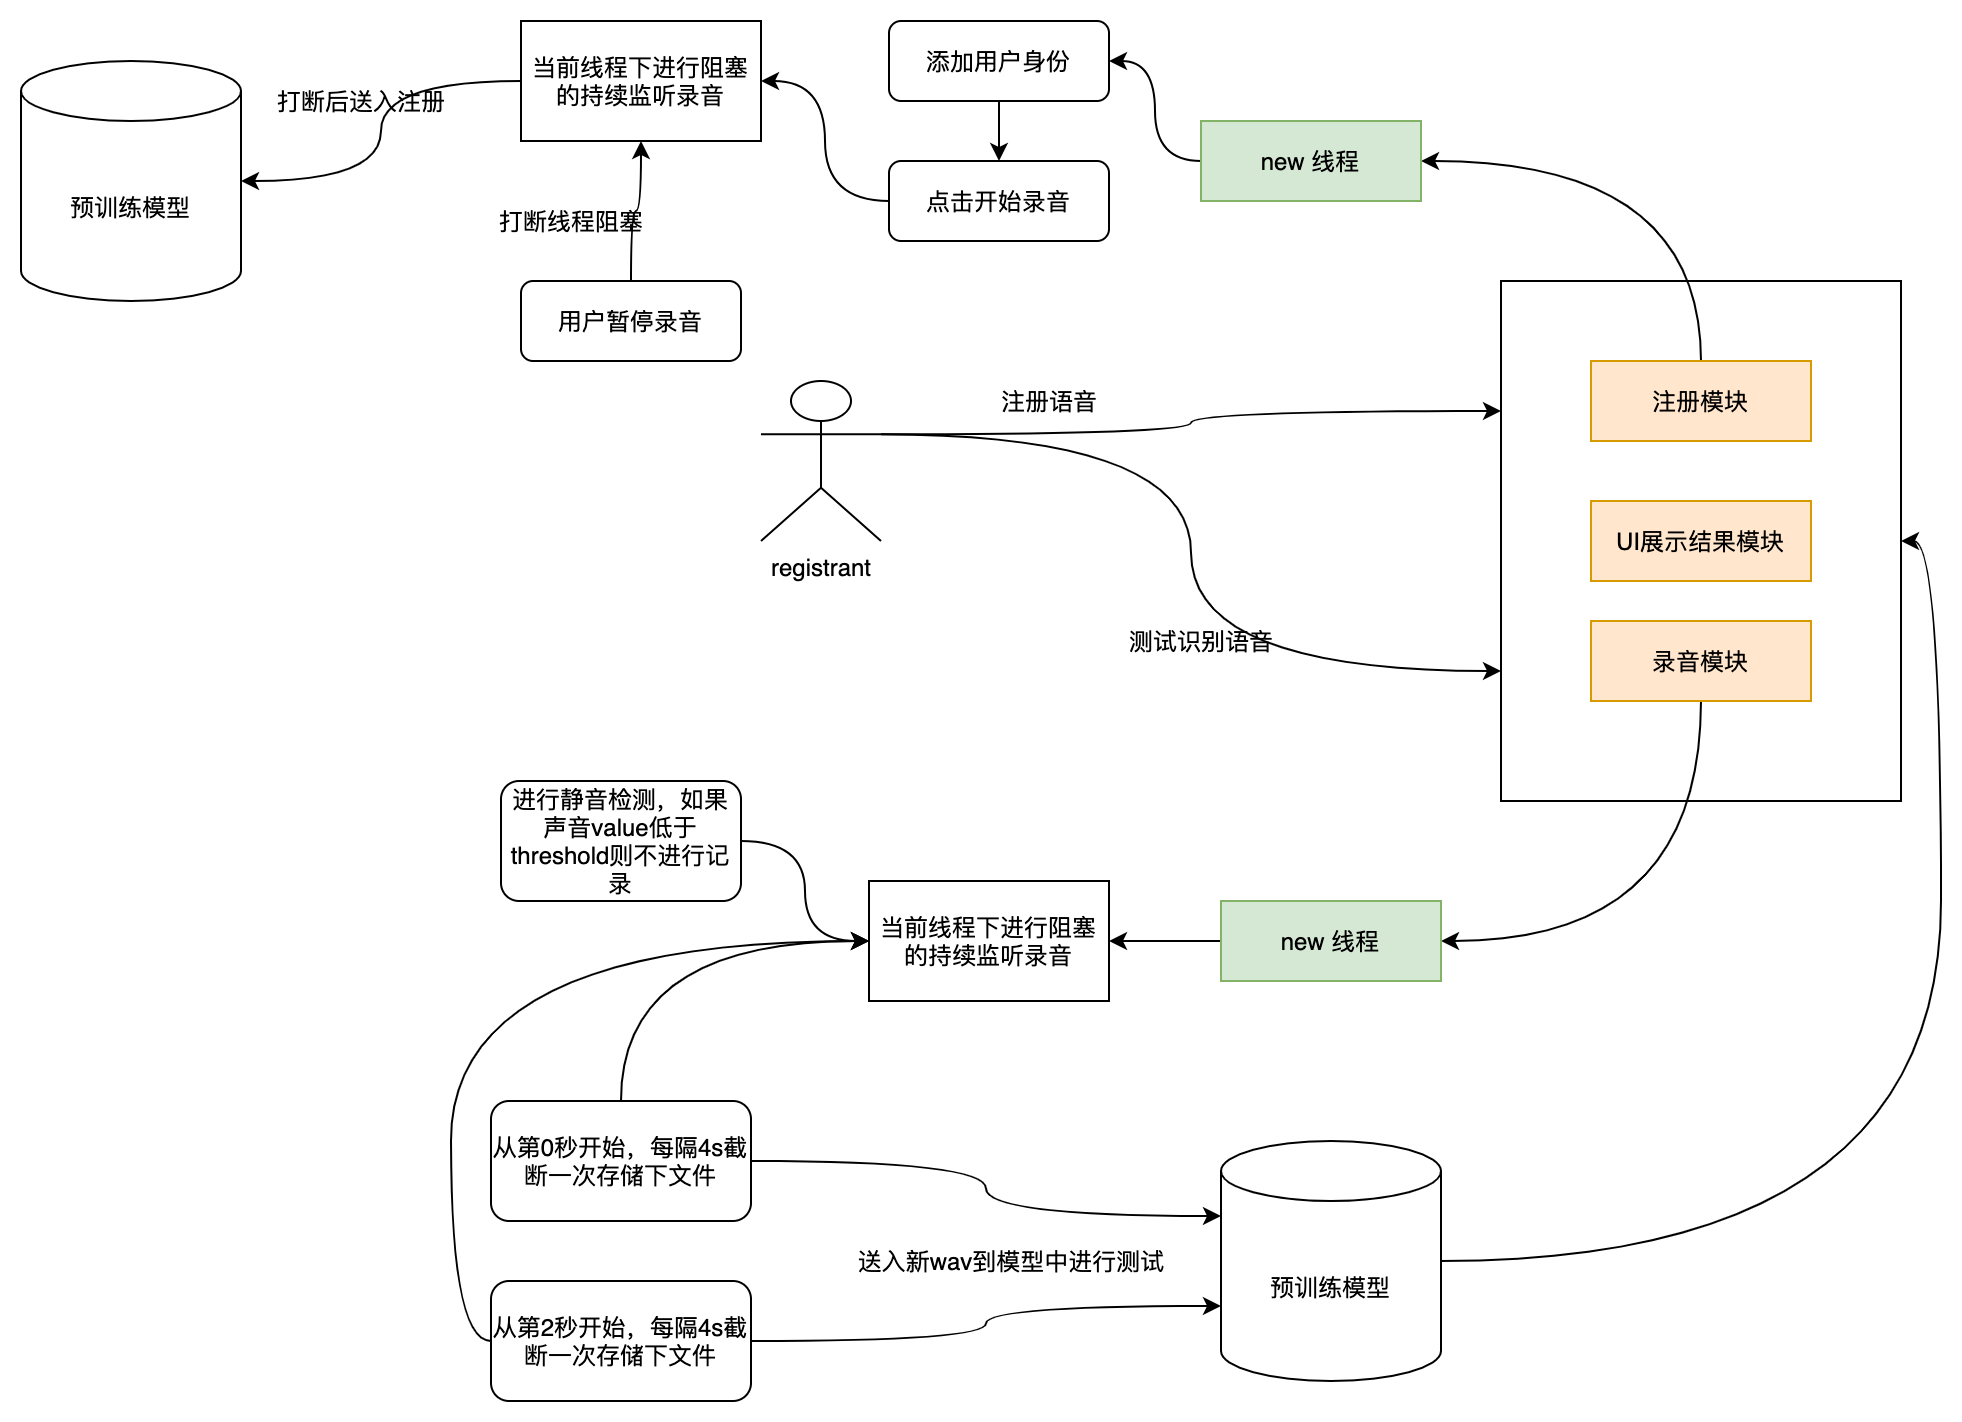 当前线程下进行阻塞
的持续监听录音
添加用户身份
打断后送入注册
new 线程
预训练模型
点击开始录音
打断线程阻塞
用户暂停录音
注册语音
注册模块
registrant
UI展示结果模块
测试识别语音
录音模块
进行静音检测，如果
声音value低于
threshold则不进行记
录
当前线程下进行阻塞
的持续监听录音
new 线程
从第0秒开始，每隔4s截
断一次存储下文件
送入新wav到模型中进行测试
预训练模型
从第2秒开始，每隔4s截
断一次存储下文件